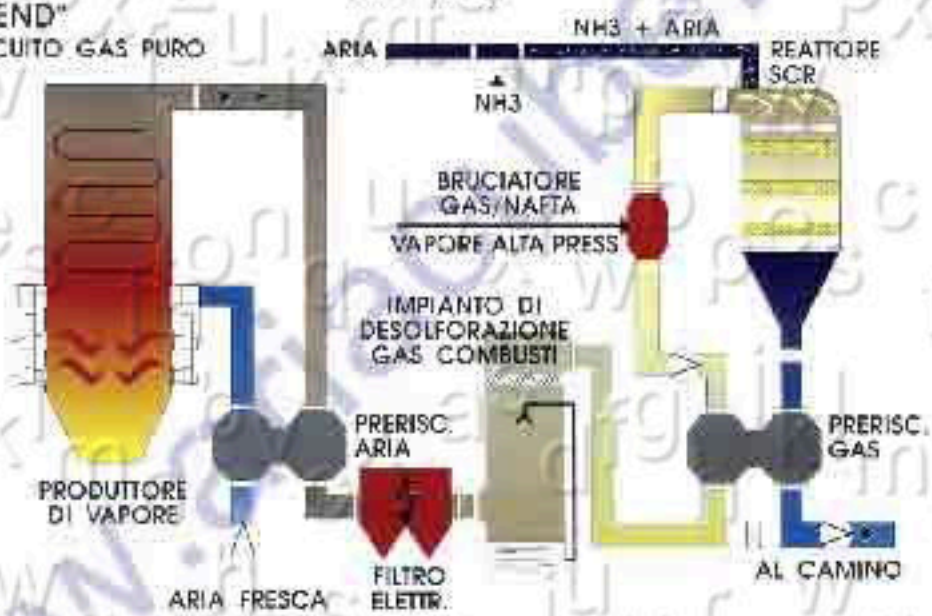 END"
CUITO GAS PURO
ARIA
NH3 + ARIA
NH3
REATTORE
SCR
BRUCIATORE
GAS/NAFTA
VAPORE ALTA PRESS
IMPIANTO DI
DESOLFORAZIONE
GAS COMBUSTI
PRERISC.
ARIA
PRERISC.
GAS
PRODUTTORE
DI VAPORE
ARIA FRESCA
FILTRO
ELETTR.
AL CAMINO